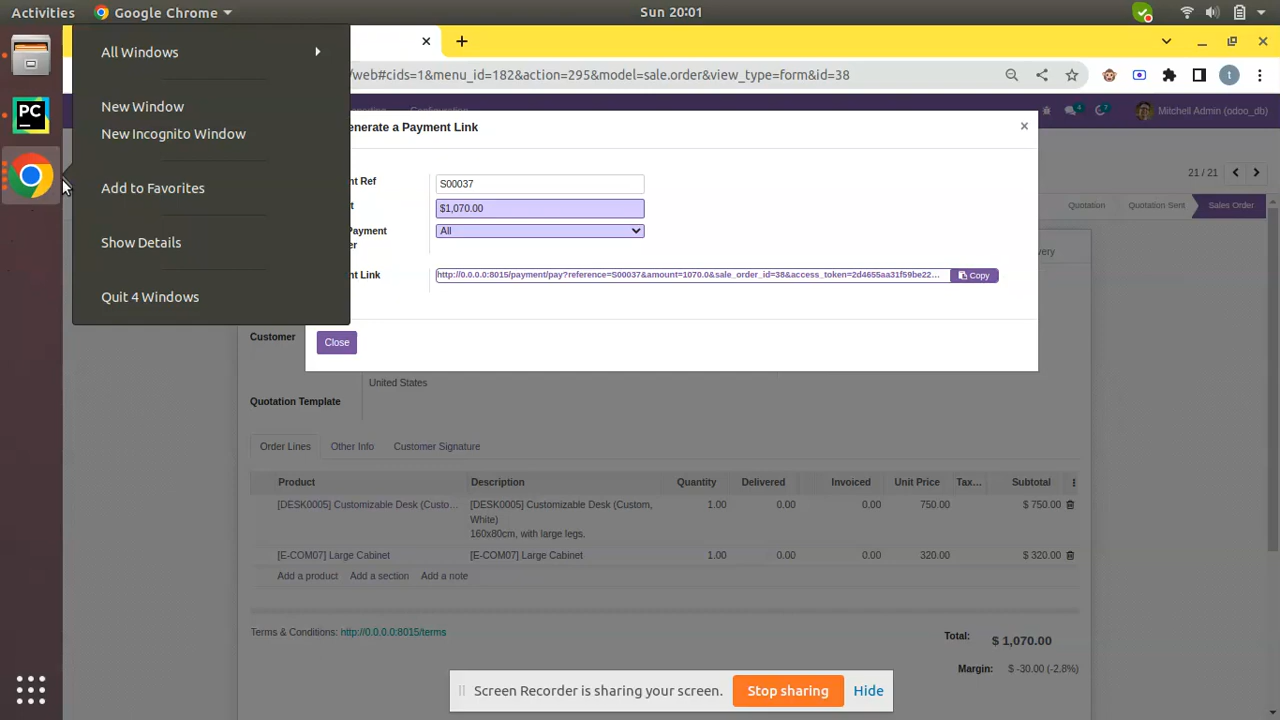 Activities
Google Chrome
Sun 20:01
All Windows
New Window
New Incognito Window
Add to Favorites
Show Details
Quit 4 Windows
PC
/web#cids=1&menu_id=182&action=295&model=sale.order&view_type=form&id=38
t
4
7
Mitchell Admin (odoo_db)
enerate a Payment Link
21 / 21
nt Ref
S00037
t
$1,070.00
Payment
er
All
nt Link
http://0.0.0.0:8015/payment/pay?reference=S00037&amount=1070.0&sale_order_id=38&access_token=2d4655aa31f59be22...
Copy
Close
Quotation
Quotation Sent
Sales Order
very
Customer
United States
Quotation Template
Order Lines
Other Info
Customer Signature
Product
Description
Quantity
Delivered
Invoiced
Unit Price
Tax...
Subtotal
[DESK0005] Customizable Desk (Custo...
[DESK0005] Customizable Desk (Custom,
White)
160x80cm, with large legs.
1.00
0.00
0.00
750.00
$ 750.00
[E-COM07] Large Cabinet
[E-COM07] Large Cabinet
1.00
0.00
0.00
320.00
$ 320.00
Add a product
Add a section
Add a note
Terms & Conditions: http://0.0.0.0:8015/terms
Total:
$ 1,070.00
Margin:
$ -30.00 (-2.8%)
Screen Recorder is sharing your screen.
Stop sharing
Hide